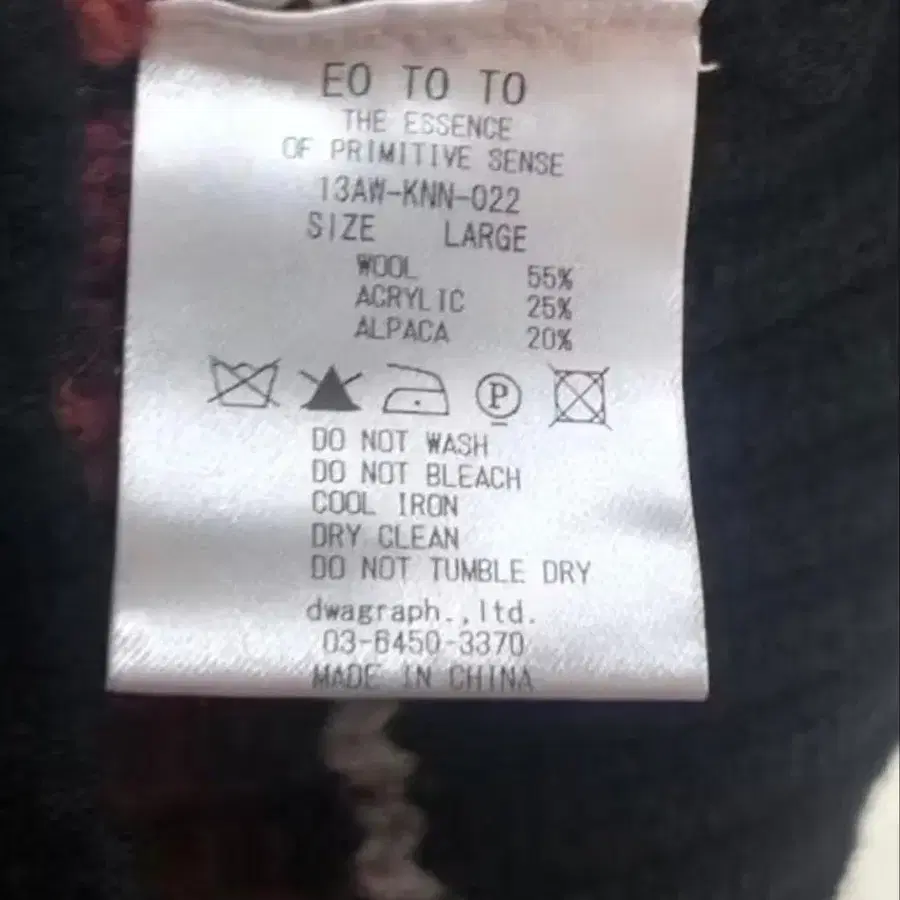 EO TO TO
THE ESSENCE
OF PRIMITIVE SENSE
13AW-KNN-022
SIZE LARGE
WOOL 55%
ACRYLIC 25%
ALPACA 20%
P
DO NOT WASH
DO NOT BLEACH
COOL IRON
DRY CLEAN
DO NOT TUMBLE DRY
dwagraph.,ltd.
03-6450-3370
MADE IN CHINA